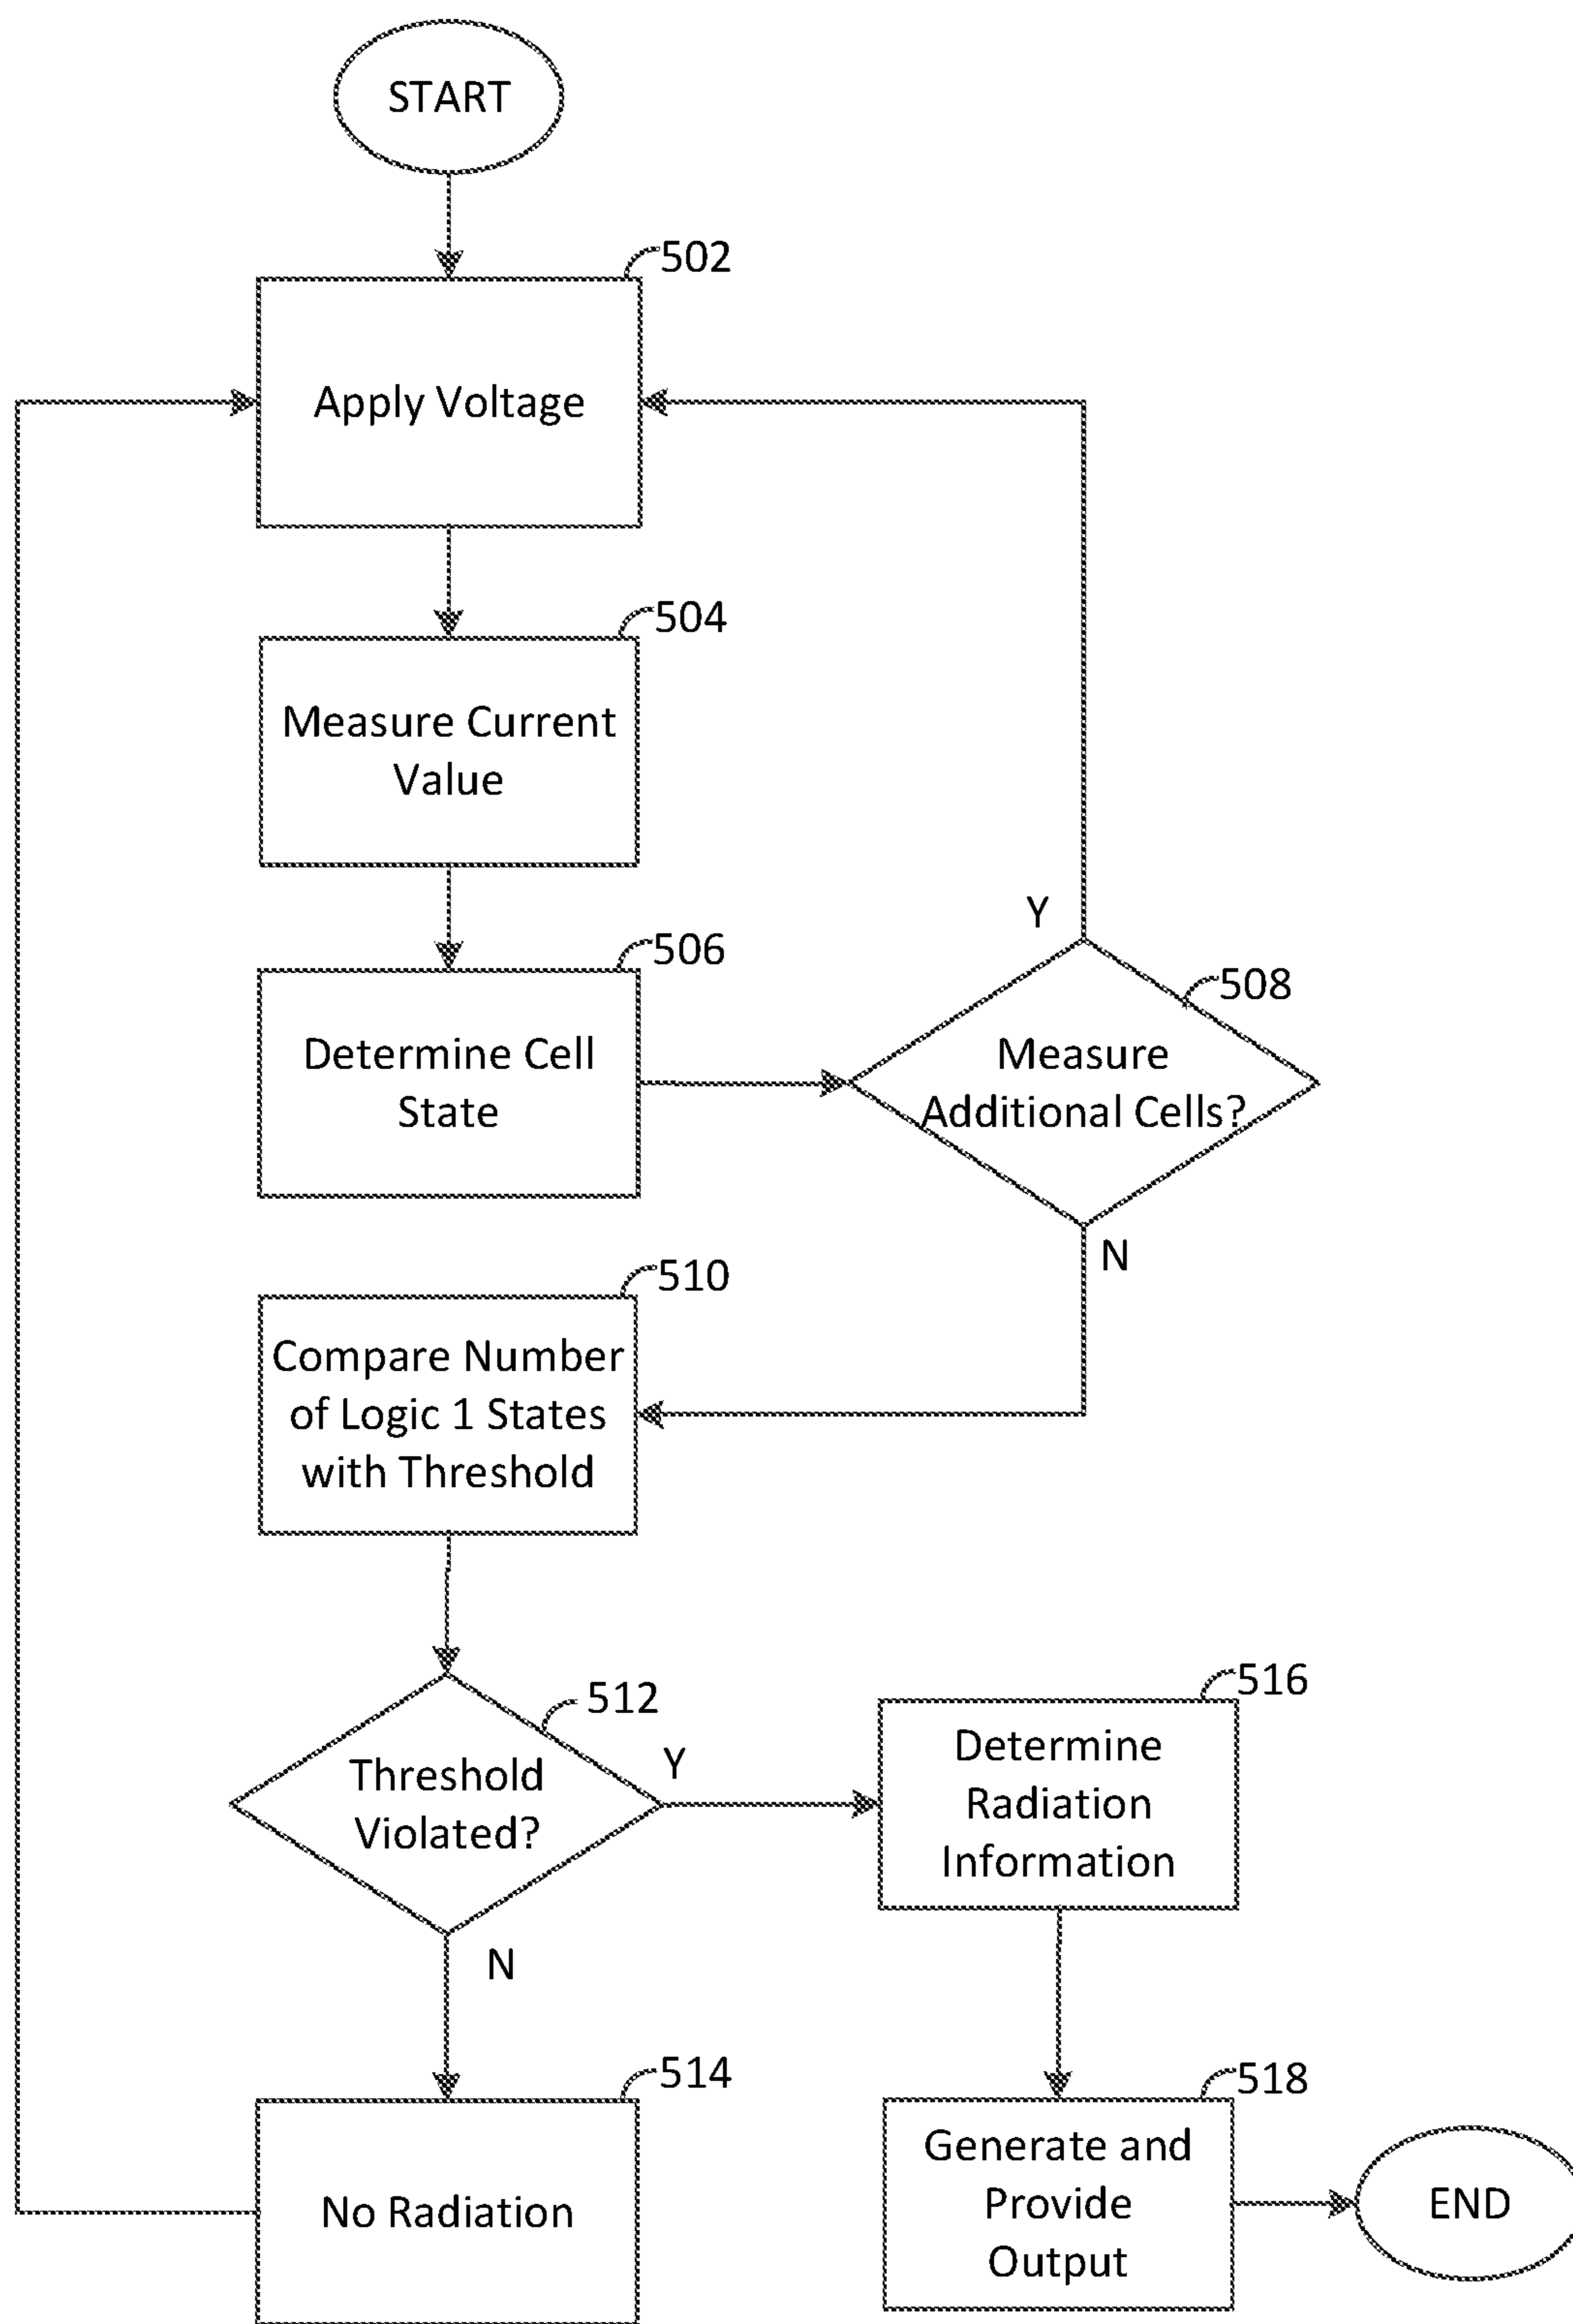 START
502
Apply Voltage
504
Measure Current
Value
506
Determine Cell
State
Y
508
Measure
Additional Cells?
N
510
Compare Number
of Logic 1 States
with Threshold
512
Threshold
Violated?
Y
N
516
Determine
Radiation
Information
514
No Radiation
518
Generate and
Provide
Output
END